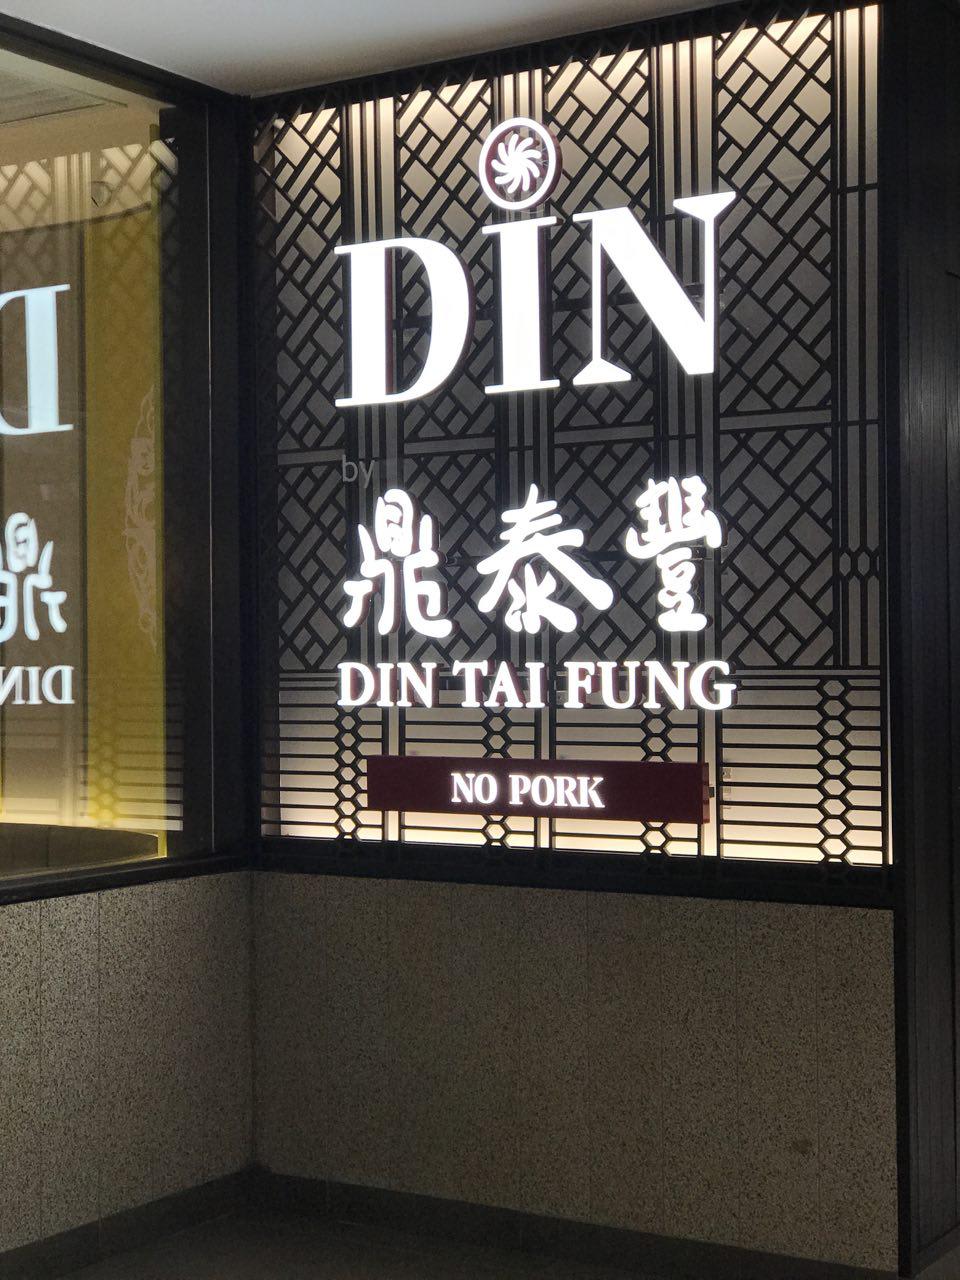 DIN
by
鼎泰豐
DIN TAI FUNG
NO PORK